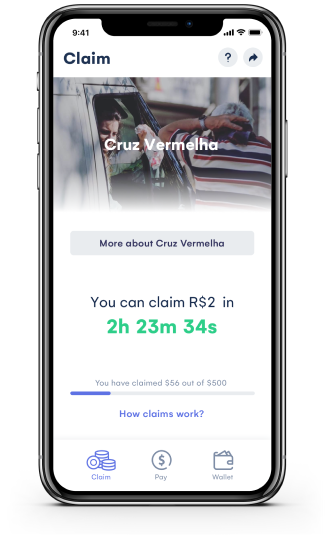 9:41
Claim
?
Cruz Vermelha
More about Cruz Vermelha
You can claim R$2 in
2h 23m 34s
You have claimed $56 out of $500
How claims work?
$
Claim
Pay
Wallet